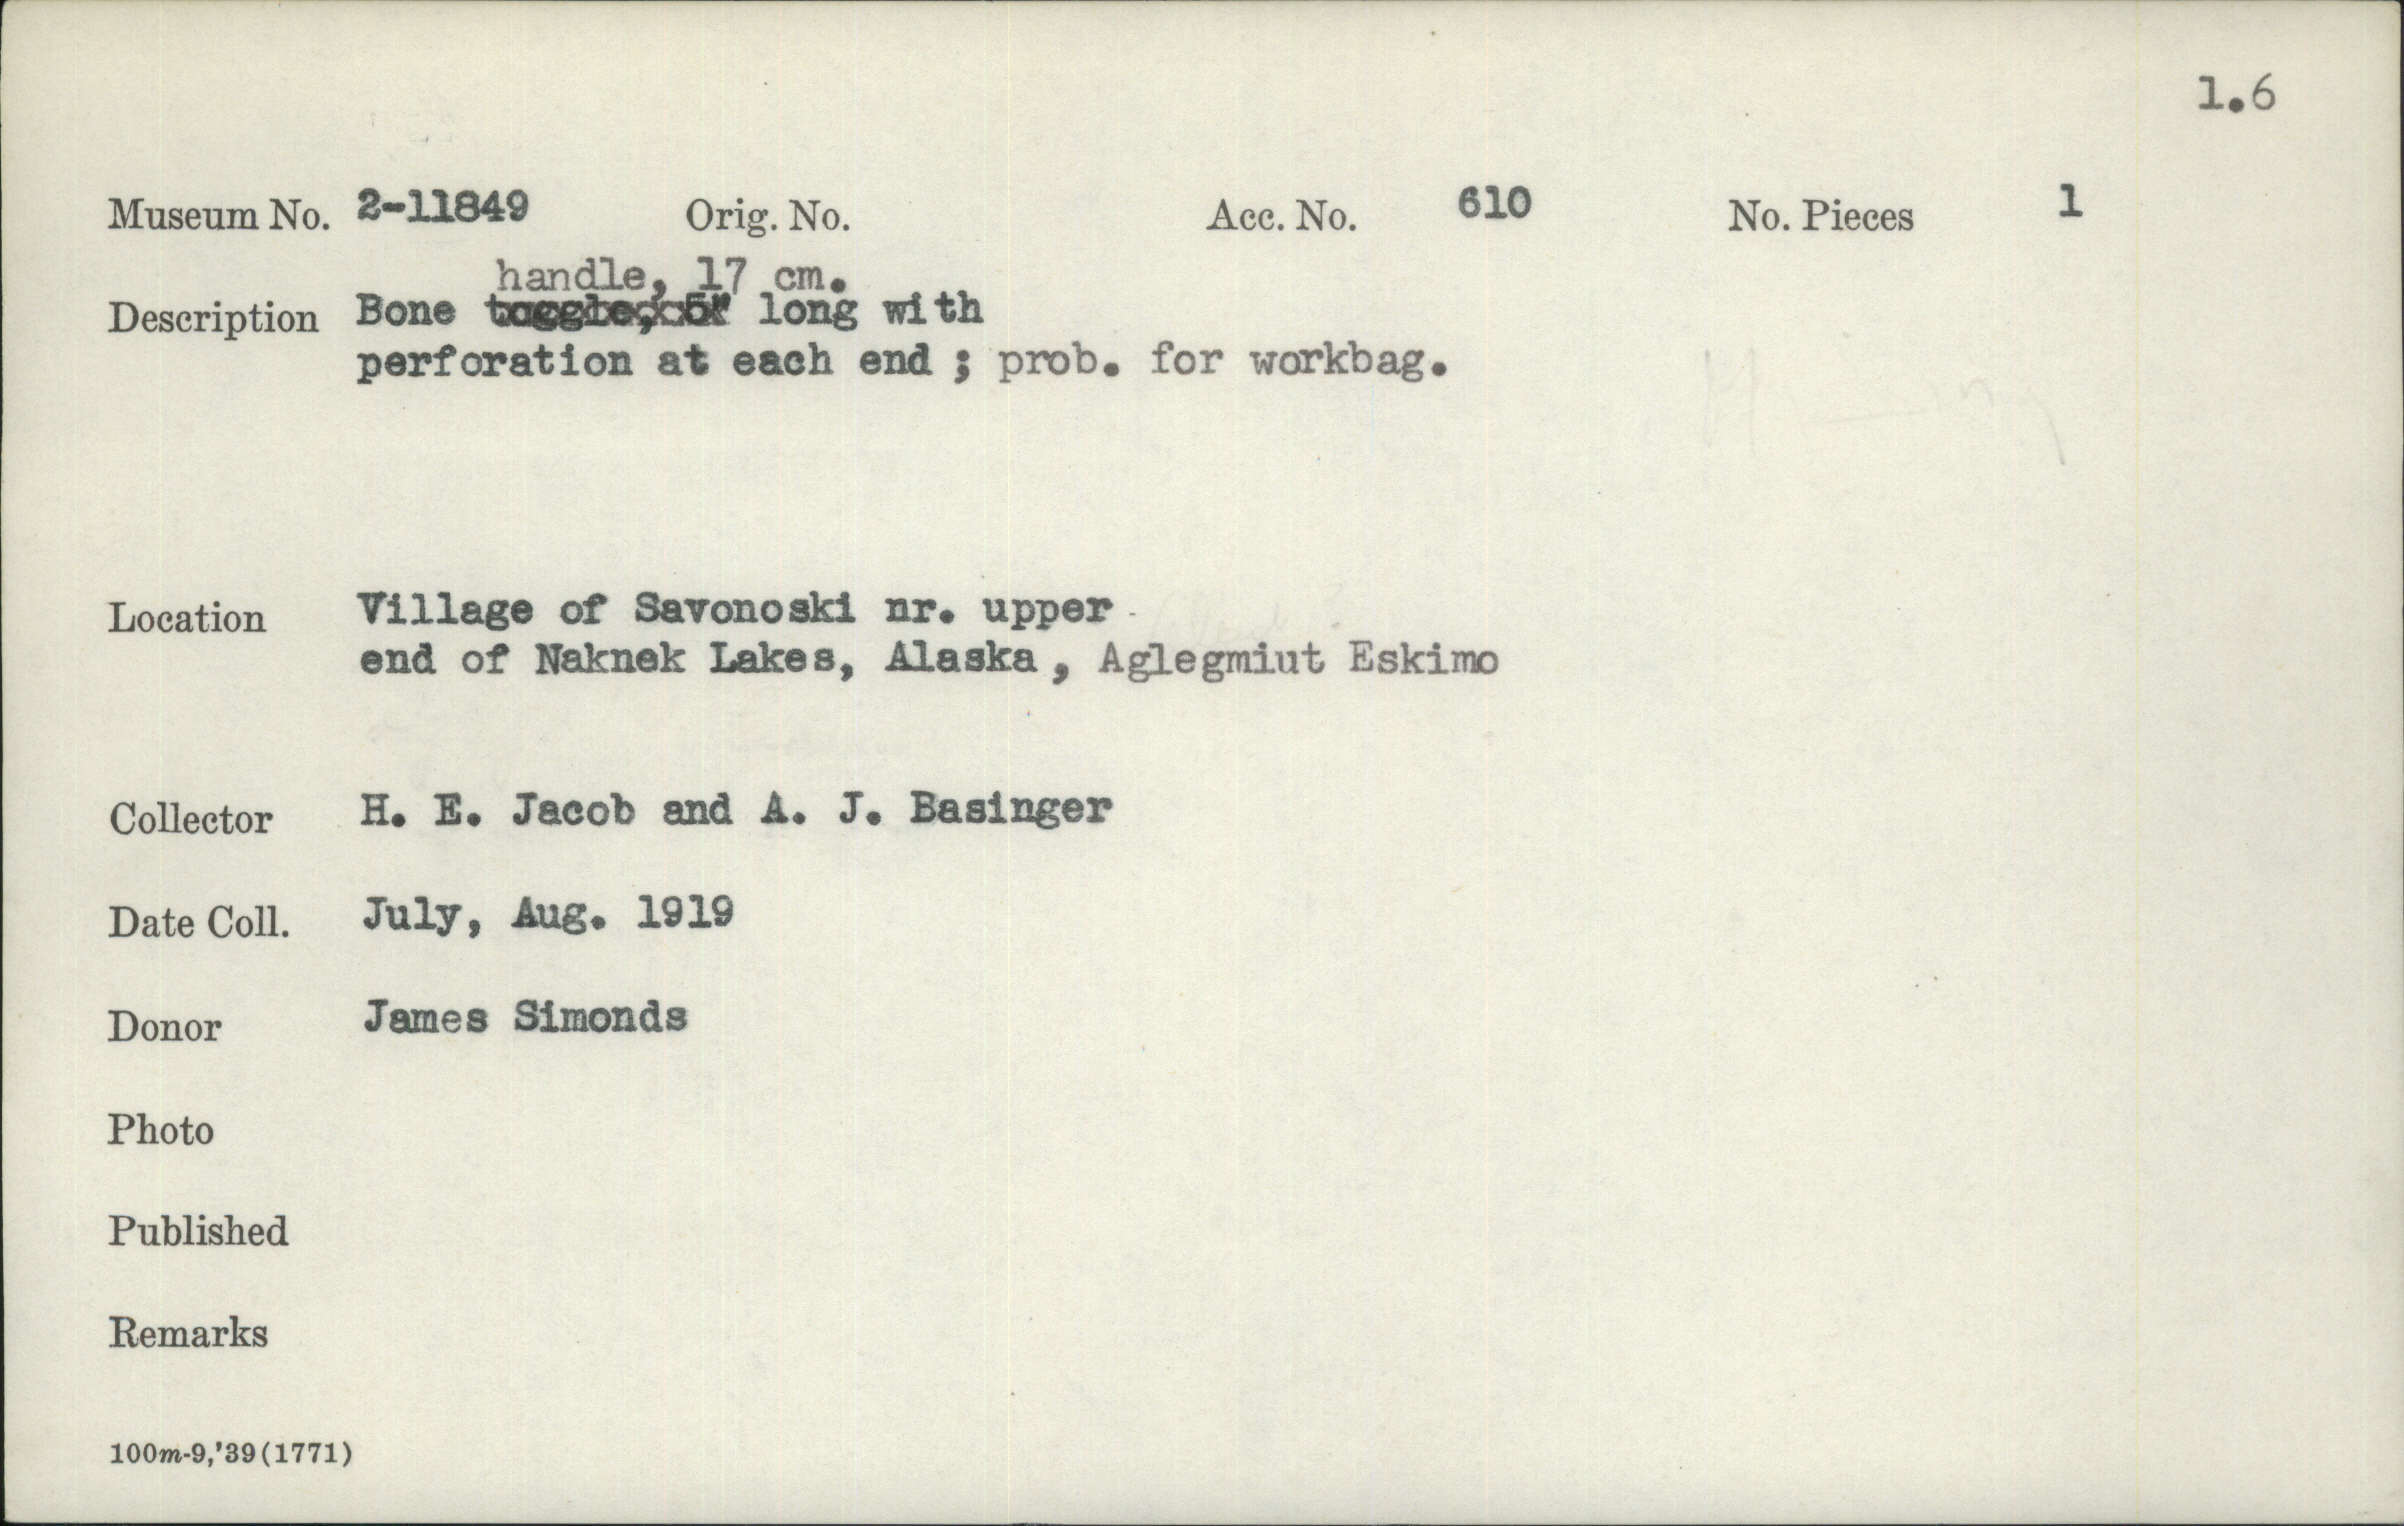 1.6
Museum No. 2-11849 Orig. No. Acc. No. 610 No. Pieces 1
handle, 17 cm.
Description Bone toggle, 5" long with
perforation at each end ; prob. for workbag.
Location Village of Savonoski nr. upper
end of Naknek Lakes, Alaska , Aglegmiut Eskimo
Collector H. E. Jacob and A. J. Basinger
Date Coll. July, Aug. 1919
Donor James Simonds
Photo
Published
Remarks
100m-9,'39(1771)